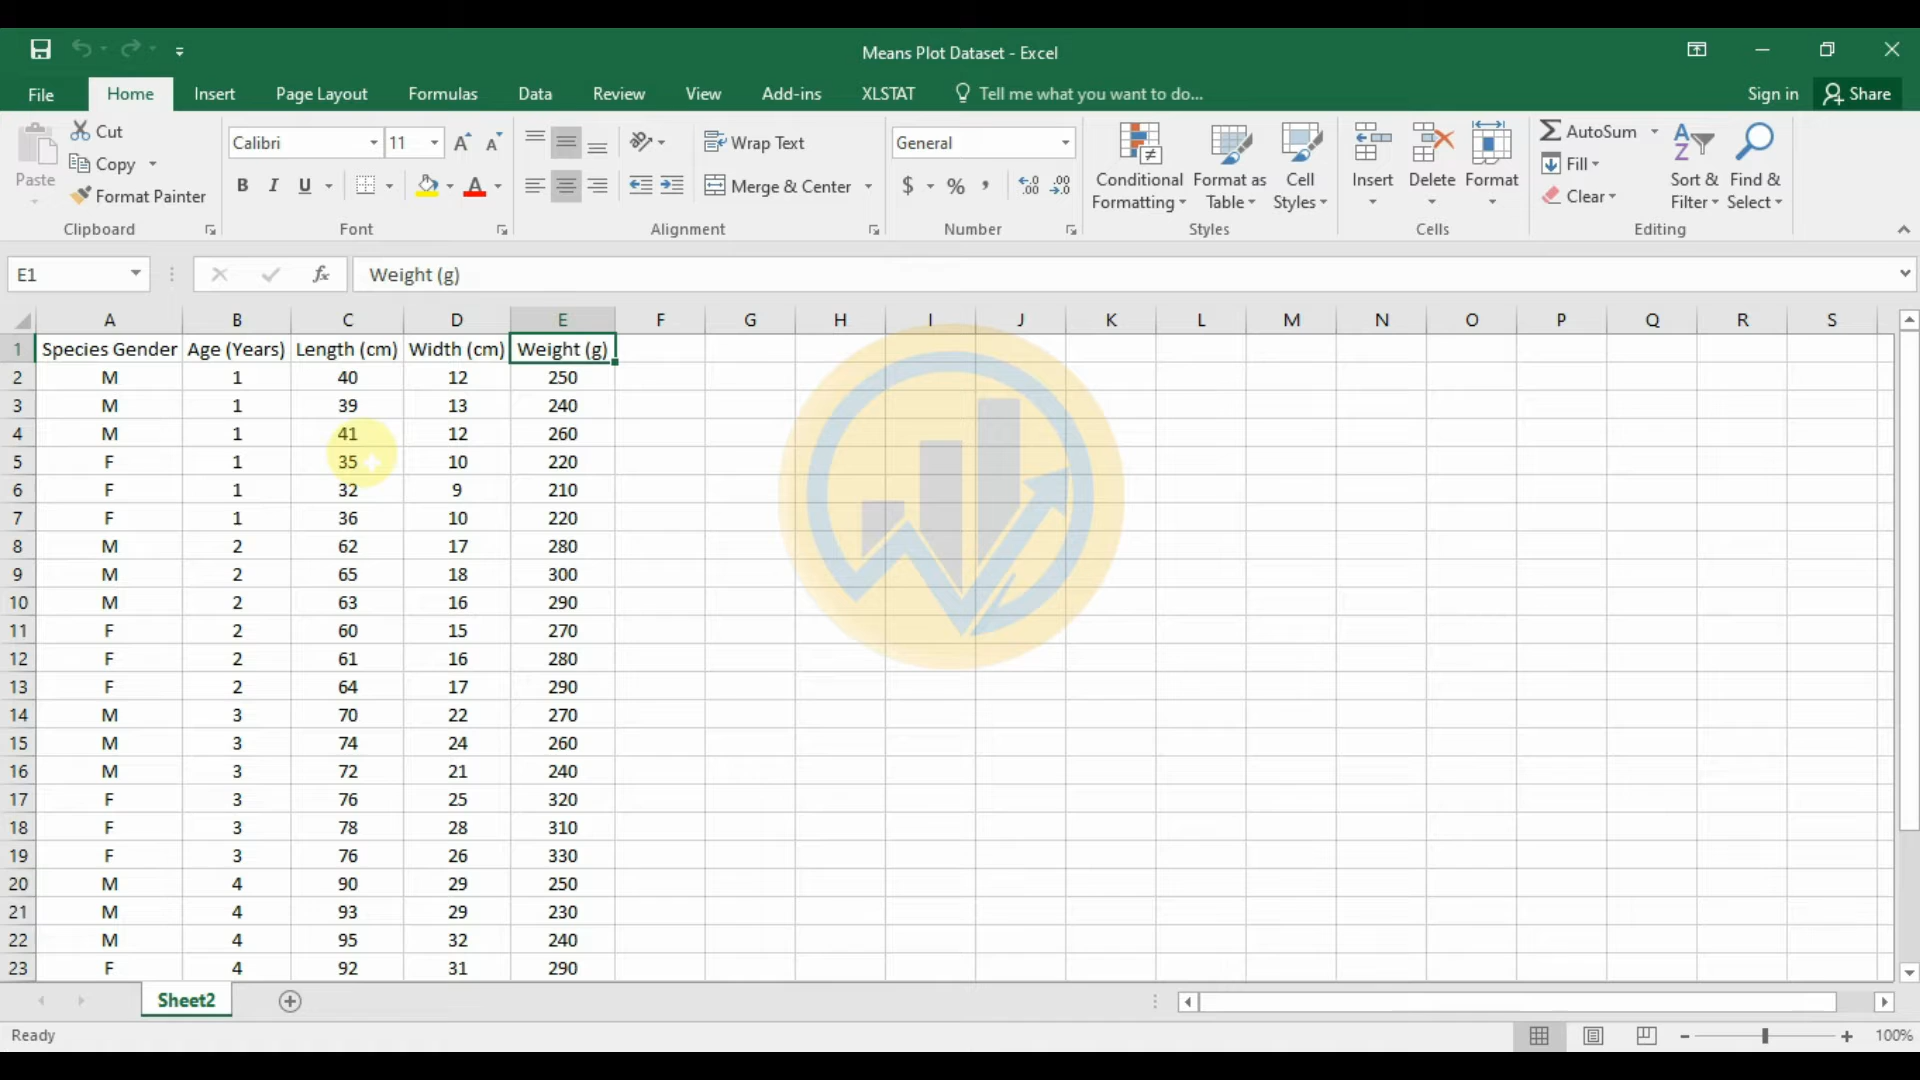 Means Plot Dataset - Excel
File Home Insert Page Layout Formulas Data Review View Add-ins XLSTAT Tell me what you want to do... Sign in Share
Paste Cut
Copy
Format Painter
Clipboard
Calibri 11
B I U A
Font
Wrap Text
Merge & Center
Alignment
General
$ % , .00 .0
Number
Conditional Formatting
Format as Table
Cell Styles
Styles
Insert Delete Format
Cells
AutoSum
Fill
Clear
Sort & Filter
Find & Select
Editing
E1 fx Weight (g)
A B C D E F G H I J K L M N O P Q R S
1 Species Gender Age (Years) Length (cm) Width (cm) Weight (g)
2 M 1 40 12 250
3 M 1 39 13 240
4 M 1 41 12 260
5 F 1 35 10 220
6 F 1 32 9 210
7 F 1 36 10 220
8 M 2 62 17 280
9 M 2 65 18 300
10 M 2 63 16 290
11 F 2 60 15 270
12 F 2 61 16 280
13 F 2 64 17 290
14 M 3 70 22 270
15 M 3 74 24 260
16 M 3 72 21 240
17 F 3 76 25 320
18 F 3 78 28 310
19 F 3 76 26 330
20 M 4 90 29 250
21 M 4 93 29 230
22 M 4 95 32 240
23 F 4 92 31 290
Sheet2
Ready 100%